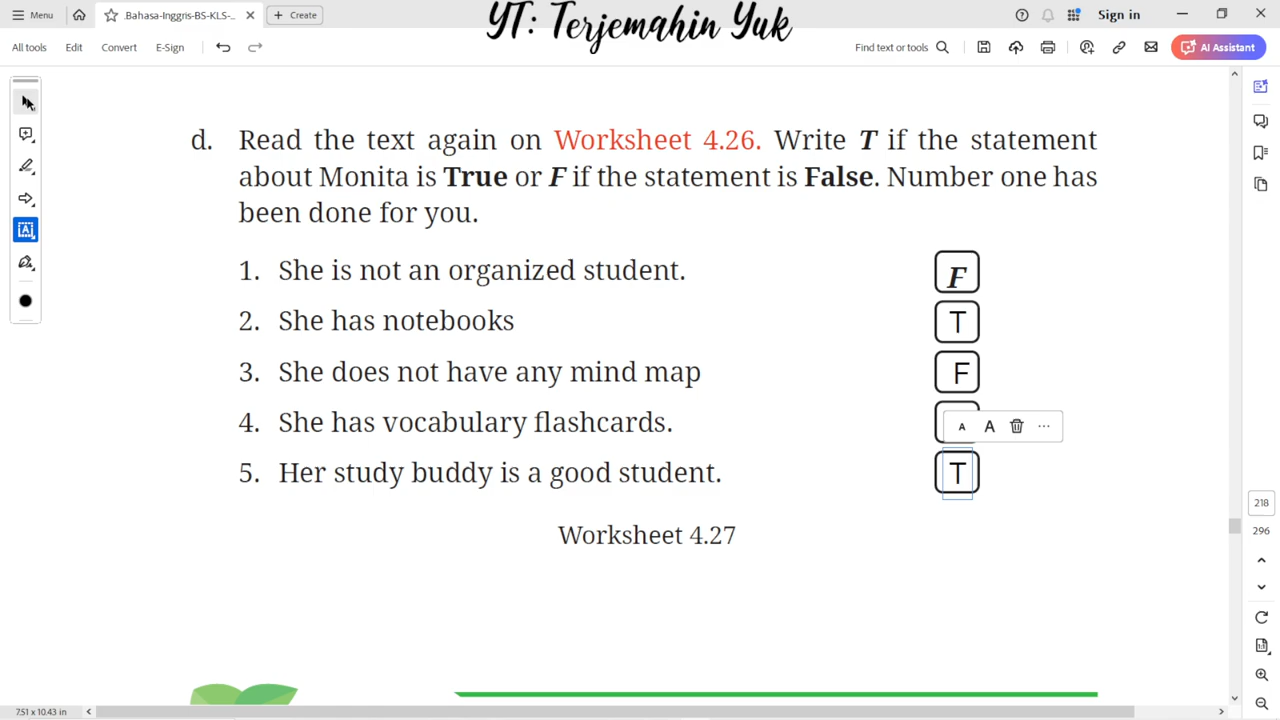 Menu
.Bahasa-Inggris-BS-KLS-...
Create
YT: Terjemahin Yuk
Sign in
All tools
Edit
Convert
E-Sign
Find text or tools
AI Assistant
d. Read the text again on Worksheet 4.26. Write T if the statement
about Monita is True or F if the statement is False. Number one has
been done for you.
1. She is not an organized student. F
2. She has notebooks T
3. She does not have any mind map F
4. She has vocabulary flashcards.
A A ...
5. Her study buddy is a good student. T
Worksheet 4.27
218
296
7.51 x 10.43 in